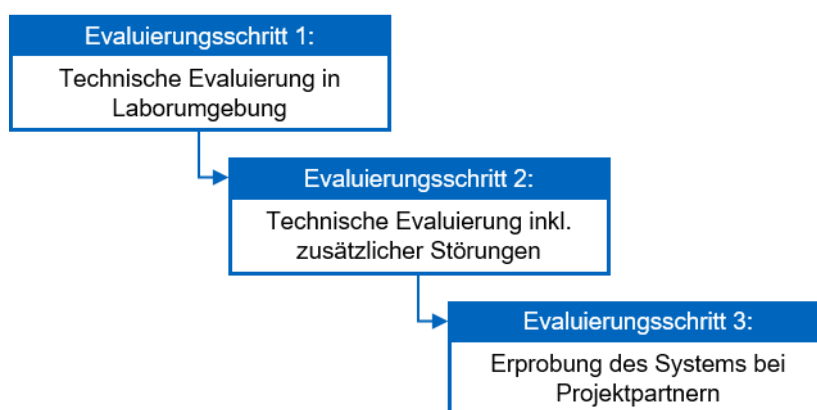 Evaluierungsschritt 1:
Technische Evaluierung in
Laborumgebung
Evaluierungsschritt 2:
Technische Evaluierung inkl.
zusätzlicher Störungen
Evaluierungsschritt 3:
Erprobung des Systems bei
Projektpartnern